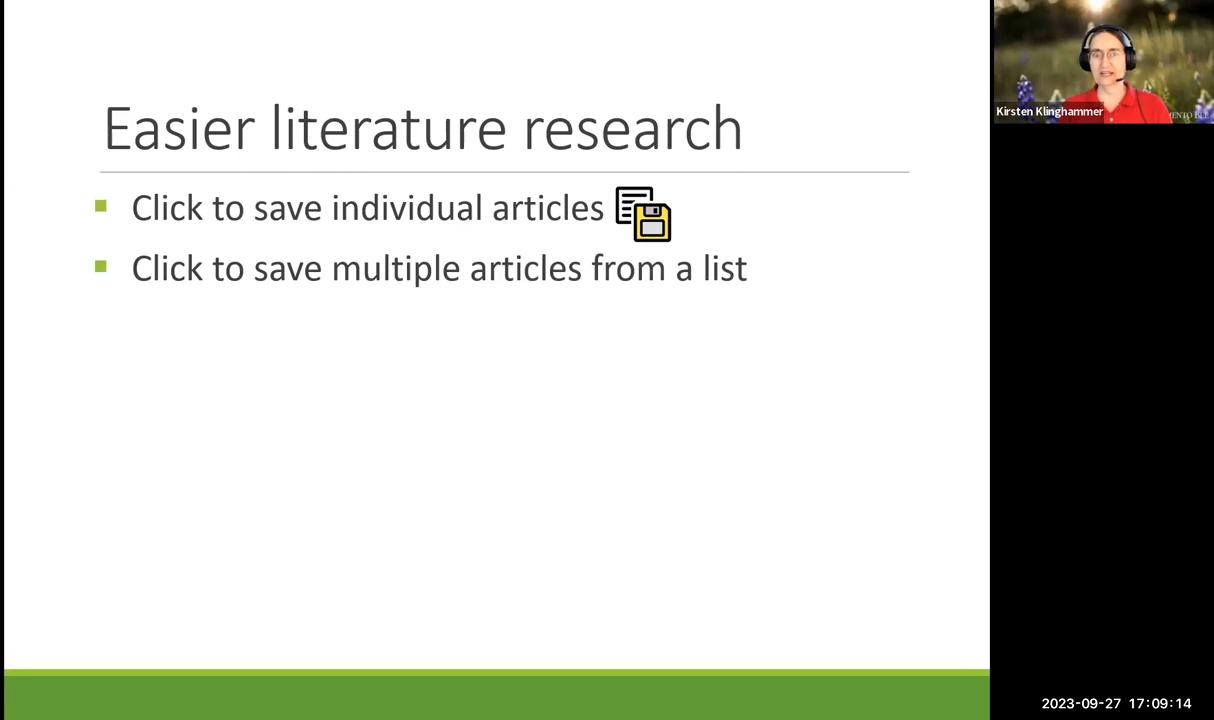 Easier literature research
Click to save individual articles
Click to save multiple articles from a list
Kirsten Klinghammer
2023-09-27 17:09:14